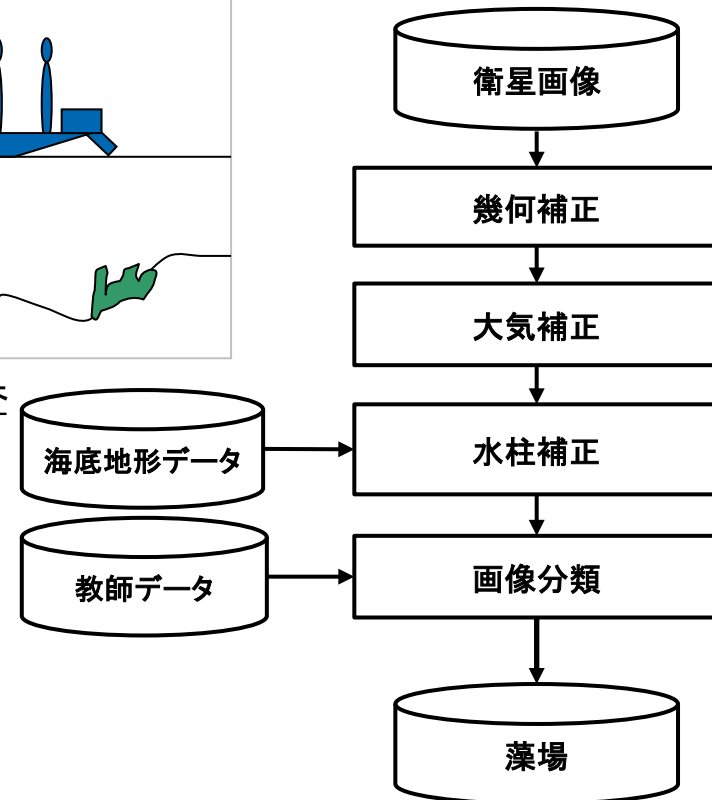 衛星画像
幾何補正
大気補正
海底地形データ
水柱補正
教師データ
画像分類
藻場